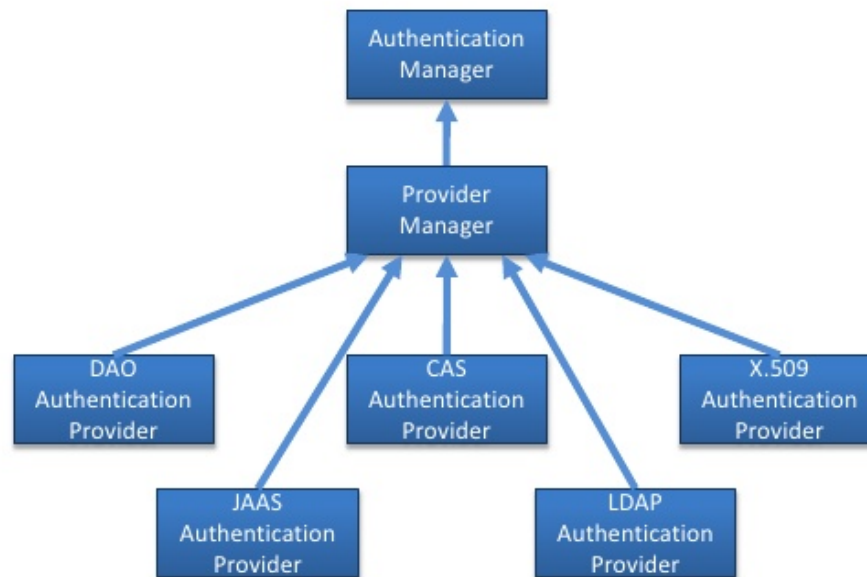 Authentication
Manager
Provider
Manager
DAO
Authentication
Provider
CAS
Authentication
Provider
X.509
Authentication
Provider
JAAS
Authentication
Provider
LDAP
Authentication
Provider